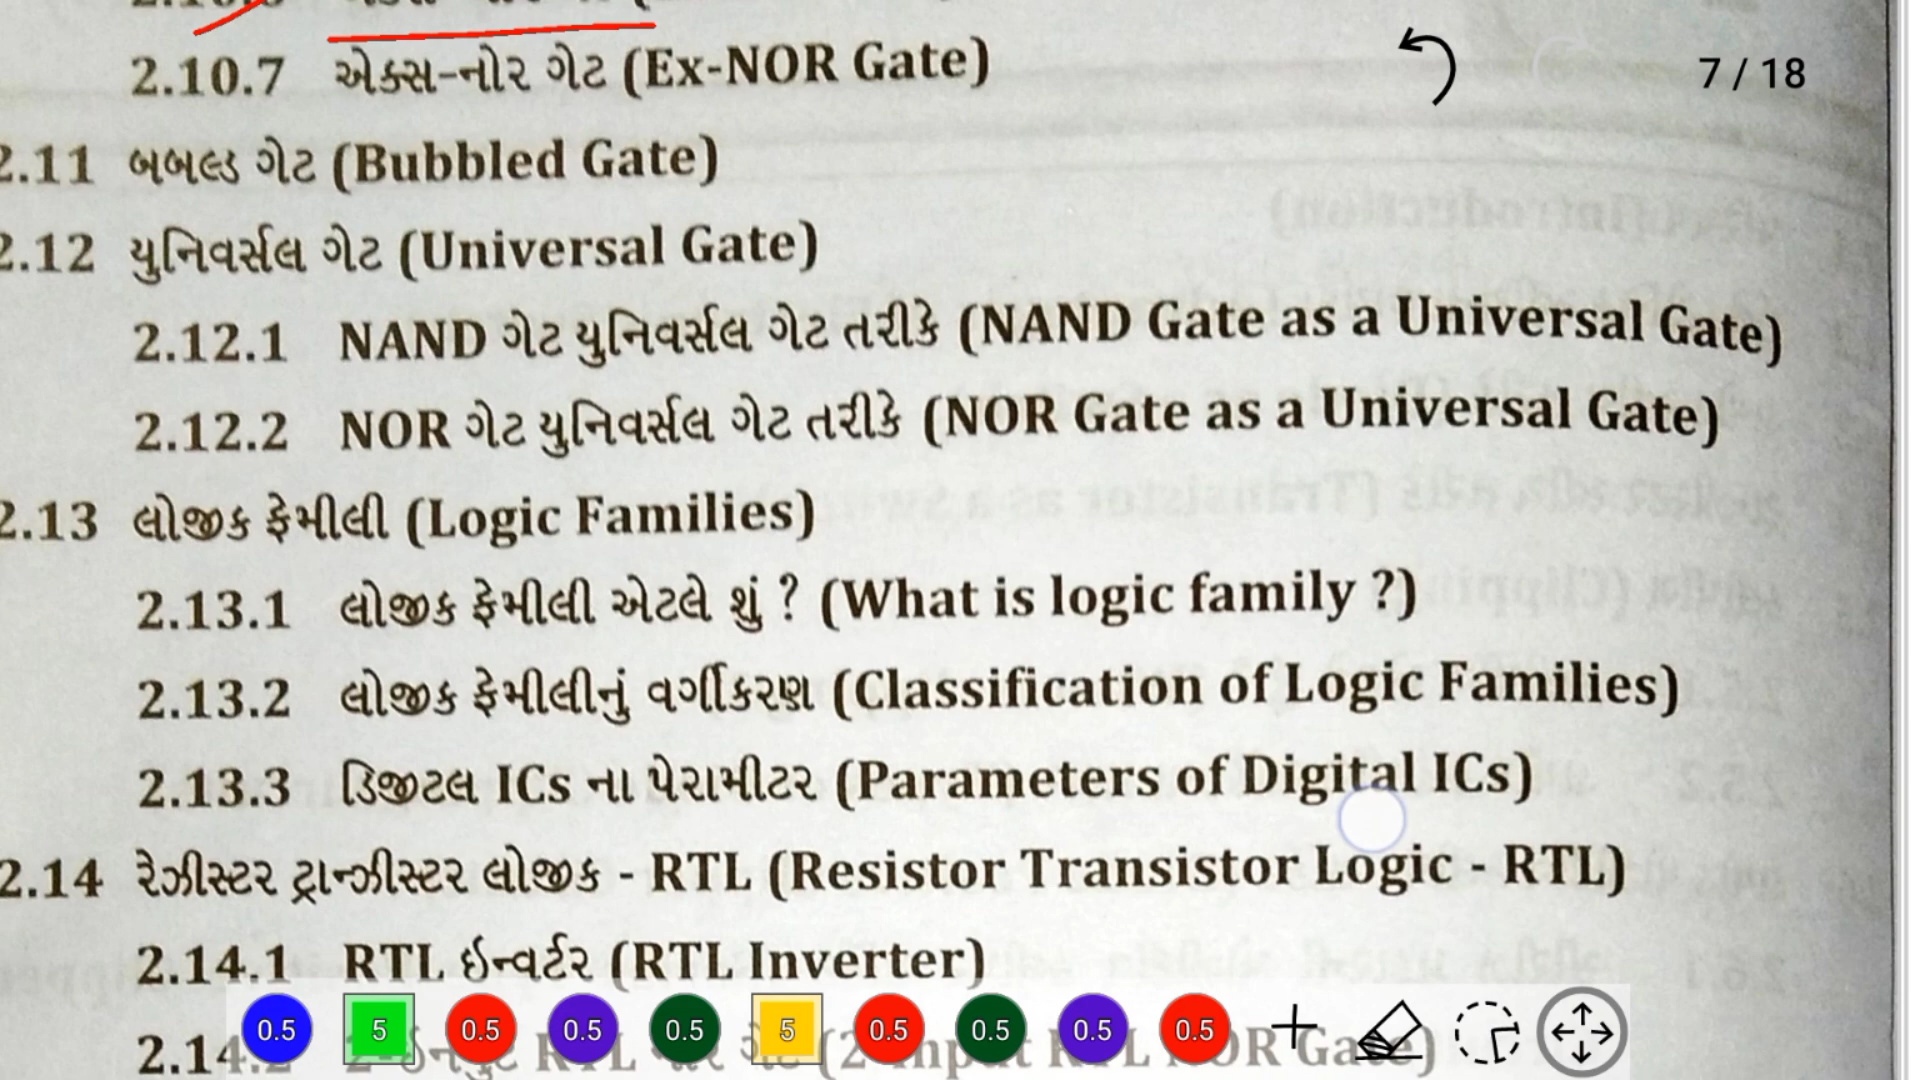 2.10.7 એક્સ-નોર ગેટ (Ex-NOR Gate)
7 / 18
2.11 બબલ્ડ ગેટ (Bubbled Gate)
2.12 યુનિવર્સલ ગેટ (Universal Gate)
2.12.1 NAND ગેટ યુનિવર્સલ ગેટ તરીકે (NAND Gate as a Universal Gate)
2.12.2 NOR ગેટ યુનિવર્સલ ગેટ તરીકે (NOR Gate as a Universal Gate)
2.13 લોજીક ફેમીલી (Logic Families)
2.13.1 લોજીક ફેમીલી એટલે શું ? (What is logic family ?)
2.13.2 લોજીક ફેમીલીનું વર્ગીકરણ (Classification of Logic Families)
2.13.3 ડિજીટલ ICs ના પેરામીટર (Parameters of Digital ICs)
2.14 રેઝીસ્ટર ટ્રાન્ઝીસ્ટર લોજીક - RTL (Resistor Transistor Logic - RTL)
2.14.1 RTL ઈન્વર્ટર (RTL Inverter)
0.5 5 0.5 0.5 0.5 5 0.5 0.5 0.5 0.5